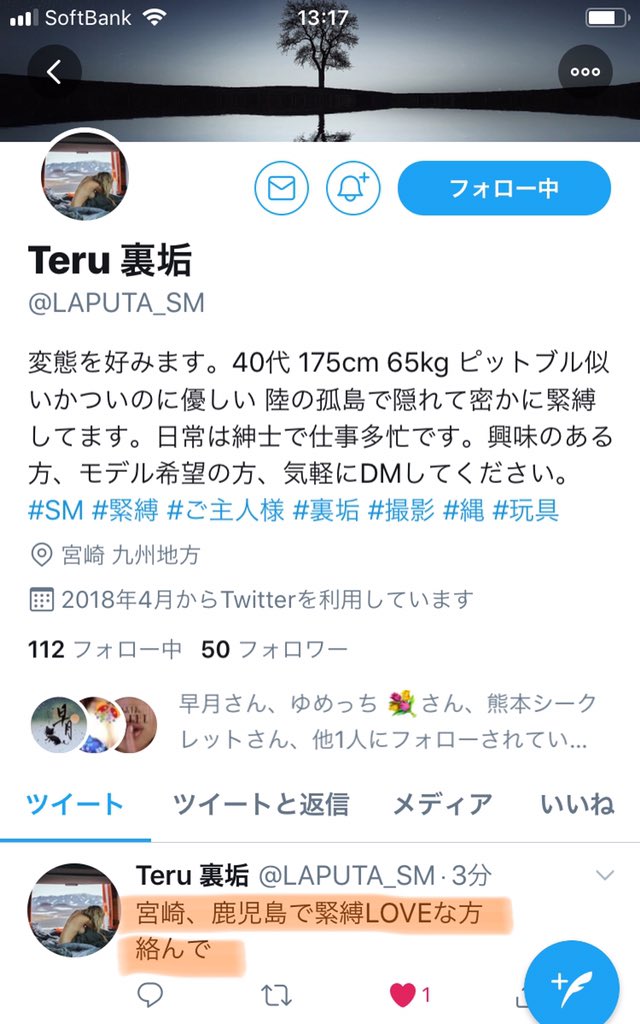 SoftBank 13:17
フォロー中
Teru 裏垢
@LAPUTA_SM
変態を好みます。40代 175cm 65kg ピットブル似
いかついのに優しい 陸の孤島で隠れて密かに緊縛
してます。日常は紳士で仕事多忙です。興味のある
方、モデル希望の方、気軽にDMしてください。
#SM #緊縛 #ご主人様 #裏垢 #撮影 #縄 #玩具
宮崎 九州地方
2018年4月からTwitterを利用しています
112 フォロー中 50 フォロワー
早月さん、ゆめっち 💐さん、熊本シーク
レットさん、他1人にフォローされてい...
ツイート ツイートと返信 メディア いいね
Teru 裏垢 @LAPUTA_SM · 3分
宮崎、鹿児島で緊縛LOVEな方
絡んで
1